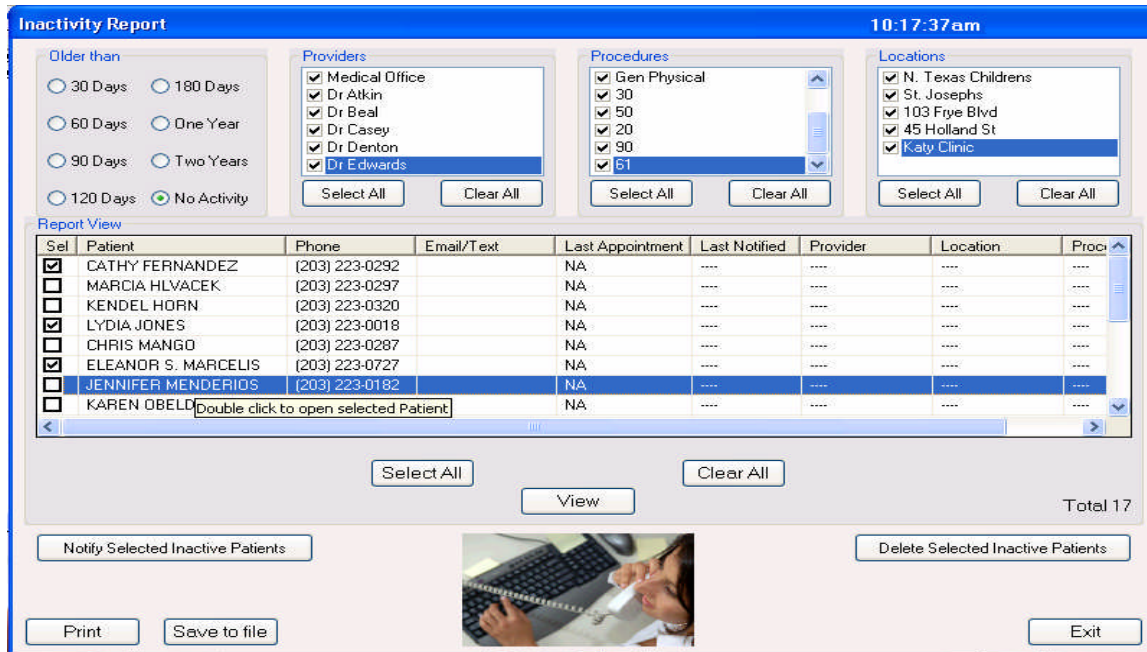 Inactivity Report 10:17:37am
Older than
30 Days 180 Days
60 Days One Year
90 Days Two Years
120 Days No Activity
Providers
Medical Office
Dr Atkin
Dr Beal
Dr Casey
Dr Denton
Dr Edwards
Select All Clear All
Procedures
Gen Physical
30
50
20
90
61
Select All Clear All
Locations
N. Texas Childrens
St. Josephs
103 Frye Blvd
45 Holland St
Katy Clinic
Select All Clear All
Report View
Sel Patient Phone Email/Text Last Appointment Last Notified Provider Location
CATHY FERNANDEZ (203) 223-0292 NA ---- ---- ---- ----
MARCIA HLVACEK (203) 223-0297 NA ---- ---- ---- ----
KENDEL HORN (203) 223-0320 NA ---- ---- ---- ----
LYDIA JONES (203) 223-0018 NA ---- ---- ---- ----
CHRIS MANGO (203) 223-0287 NA ---- ---- ---- ----
ELEANOR S. MARCELIS (203) 223-0727 NA ---- ---- ---- ----
JENNIFER MENDERIOS (203) 223-0182 NA ---- ---- ---- ----
KAREN OBELD NA ---- ---- ---- ----
Double click to open selected Patient
Select All Clear All
View
Total 17
Notify Selected Inactive Patients Delete Selected Inactive Patients
Print Save to file Exit